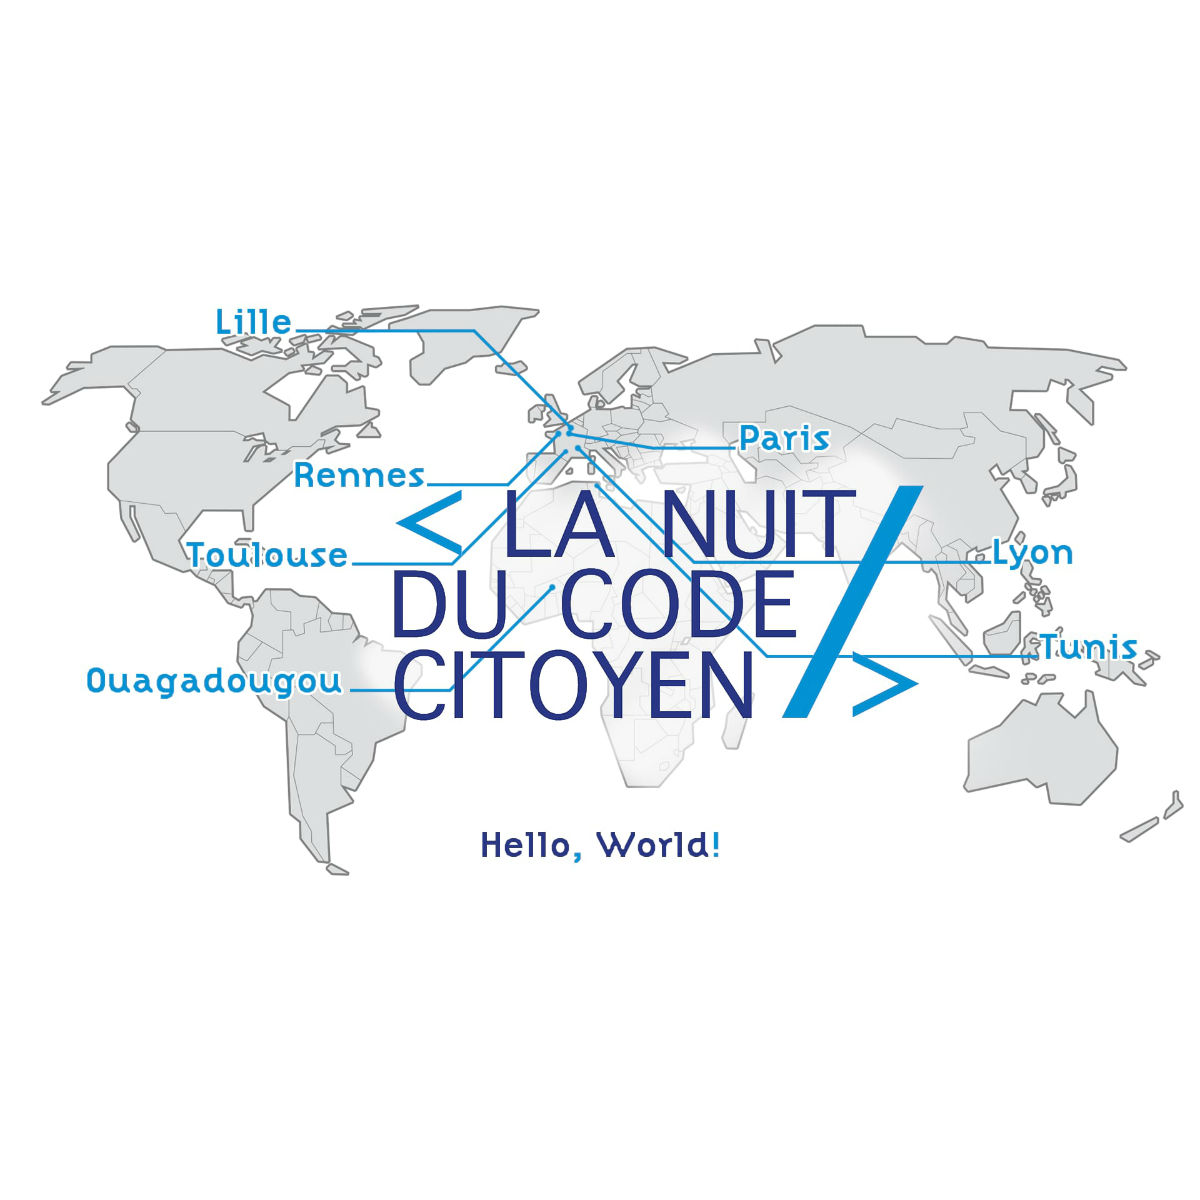 Lille
Paris
Rennes
< LA NUIT
DU CODE
CITOYEN />
Toulouse
Lyon
Tunis
Ouagadougou
Hello, World!